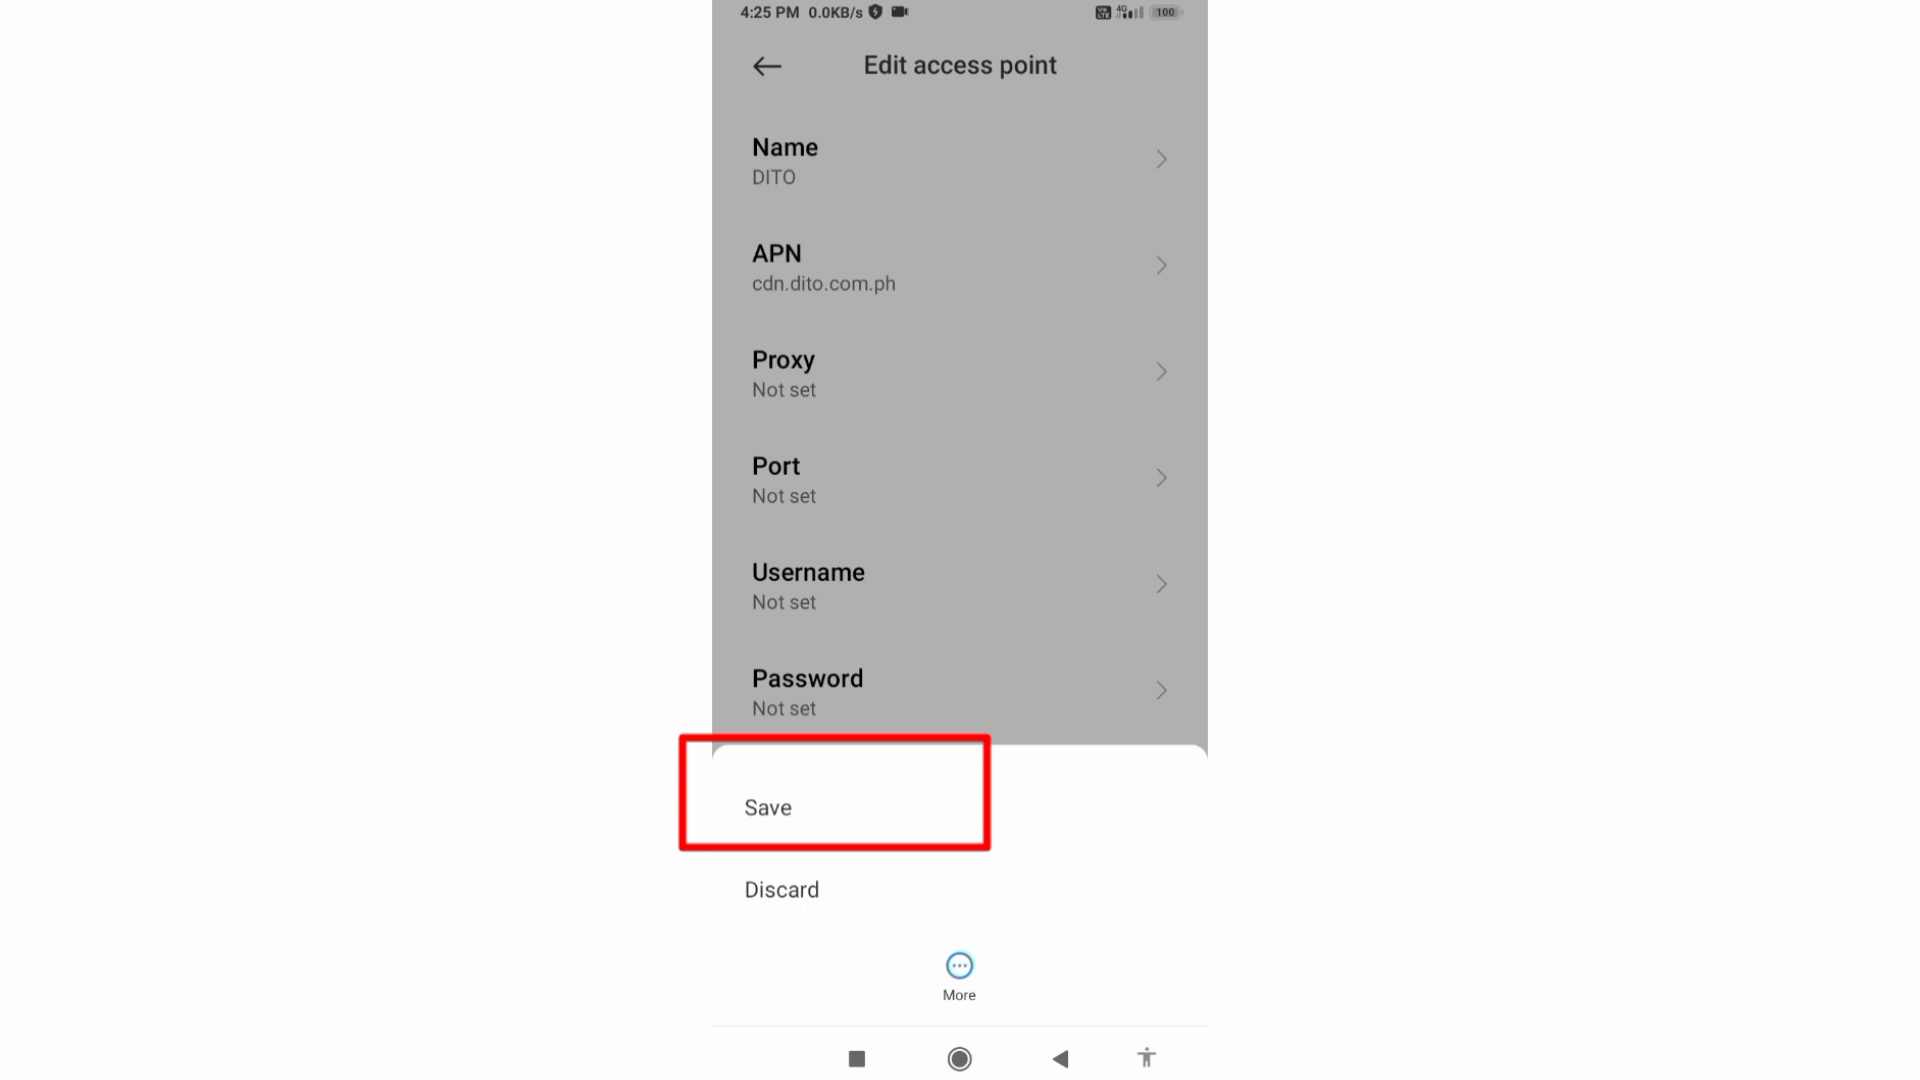 4:25 PM 0.0KB/s 4G 100
Edit access point
Name
DITO
APN
cdn.dito.com.ph
Proxy
Not set
Port
Not set
Username
Not set
Password
Not set
Save
Discard
More